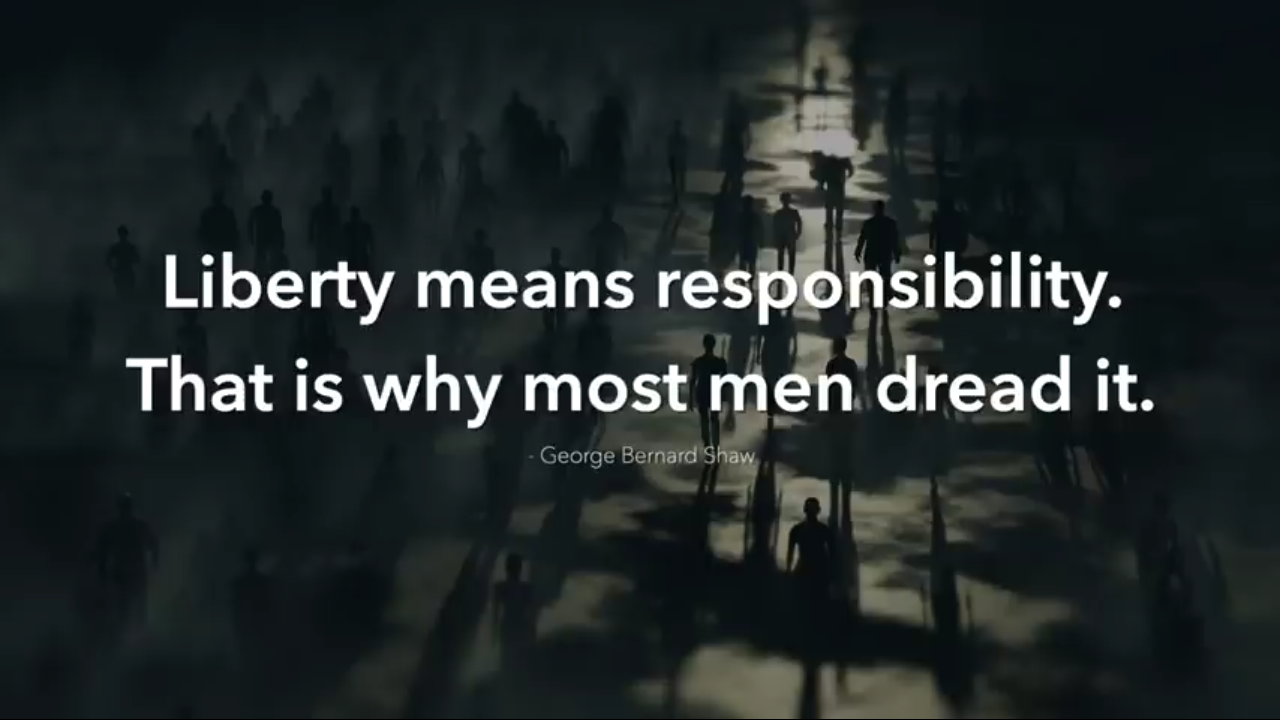 Liberty means responsibility.
That is why most men dread it.
- George Bernard Shaw